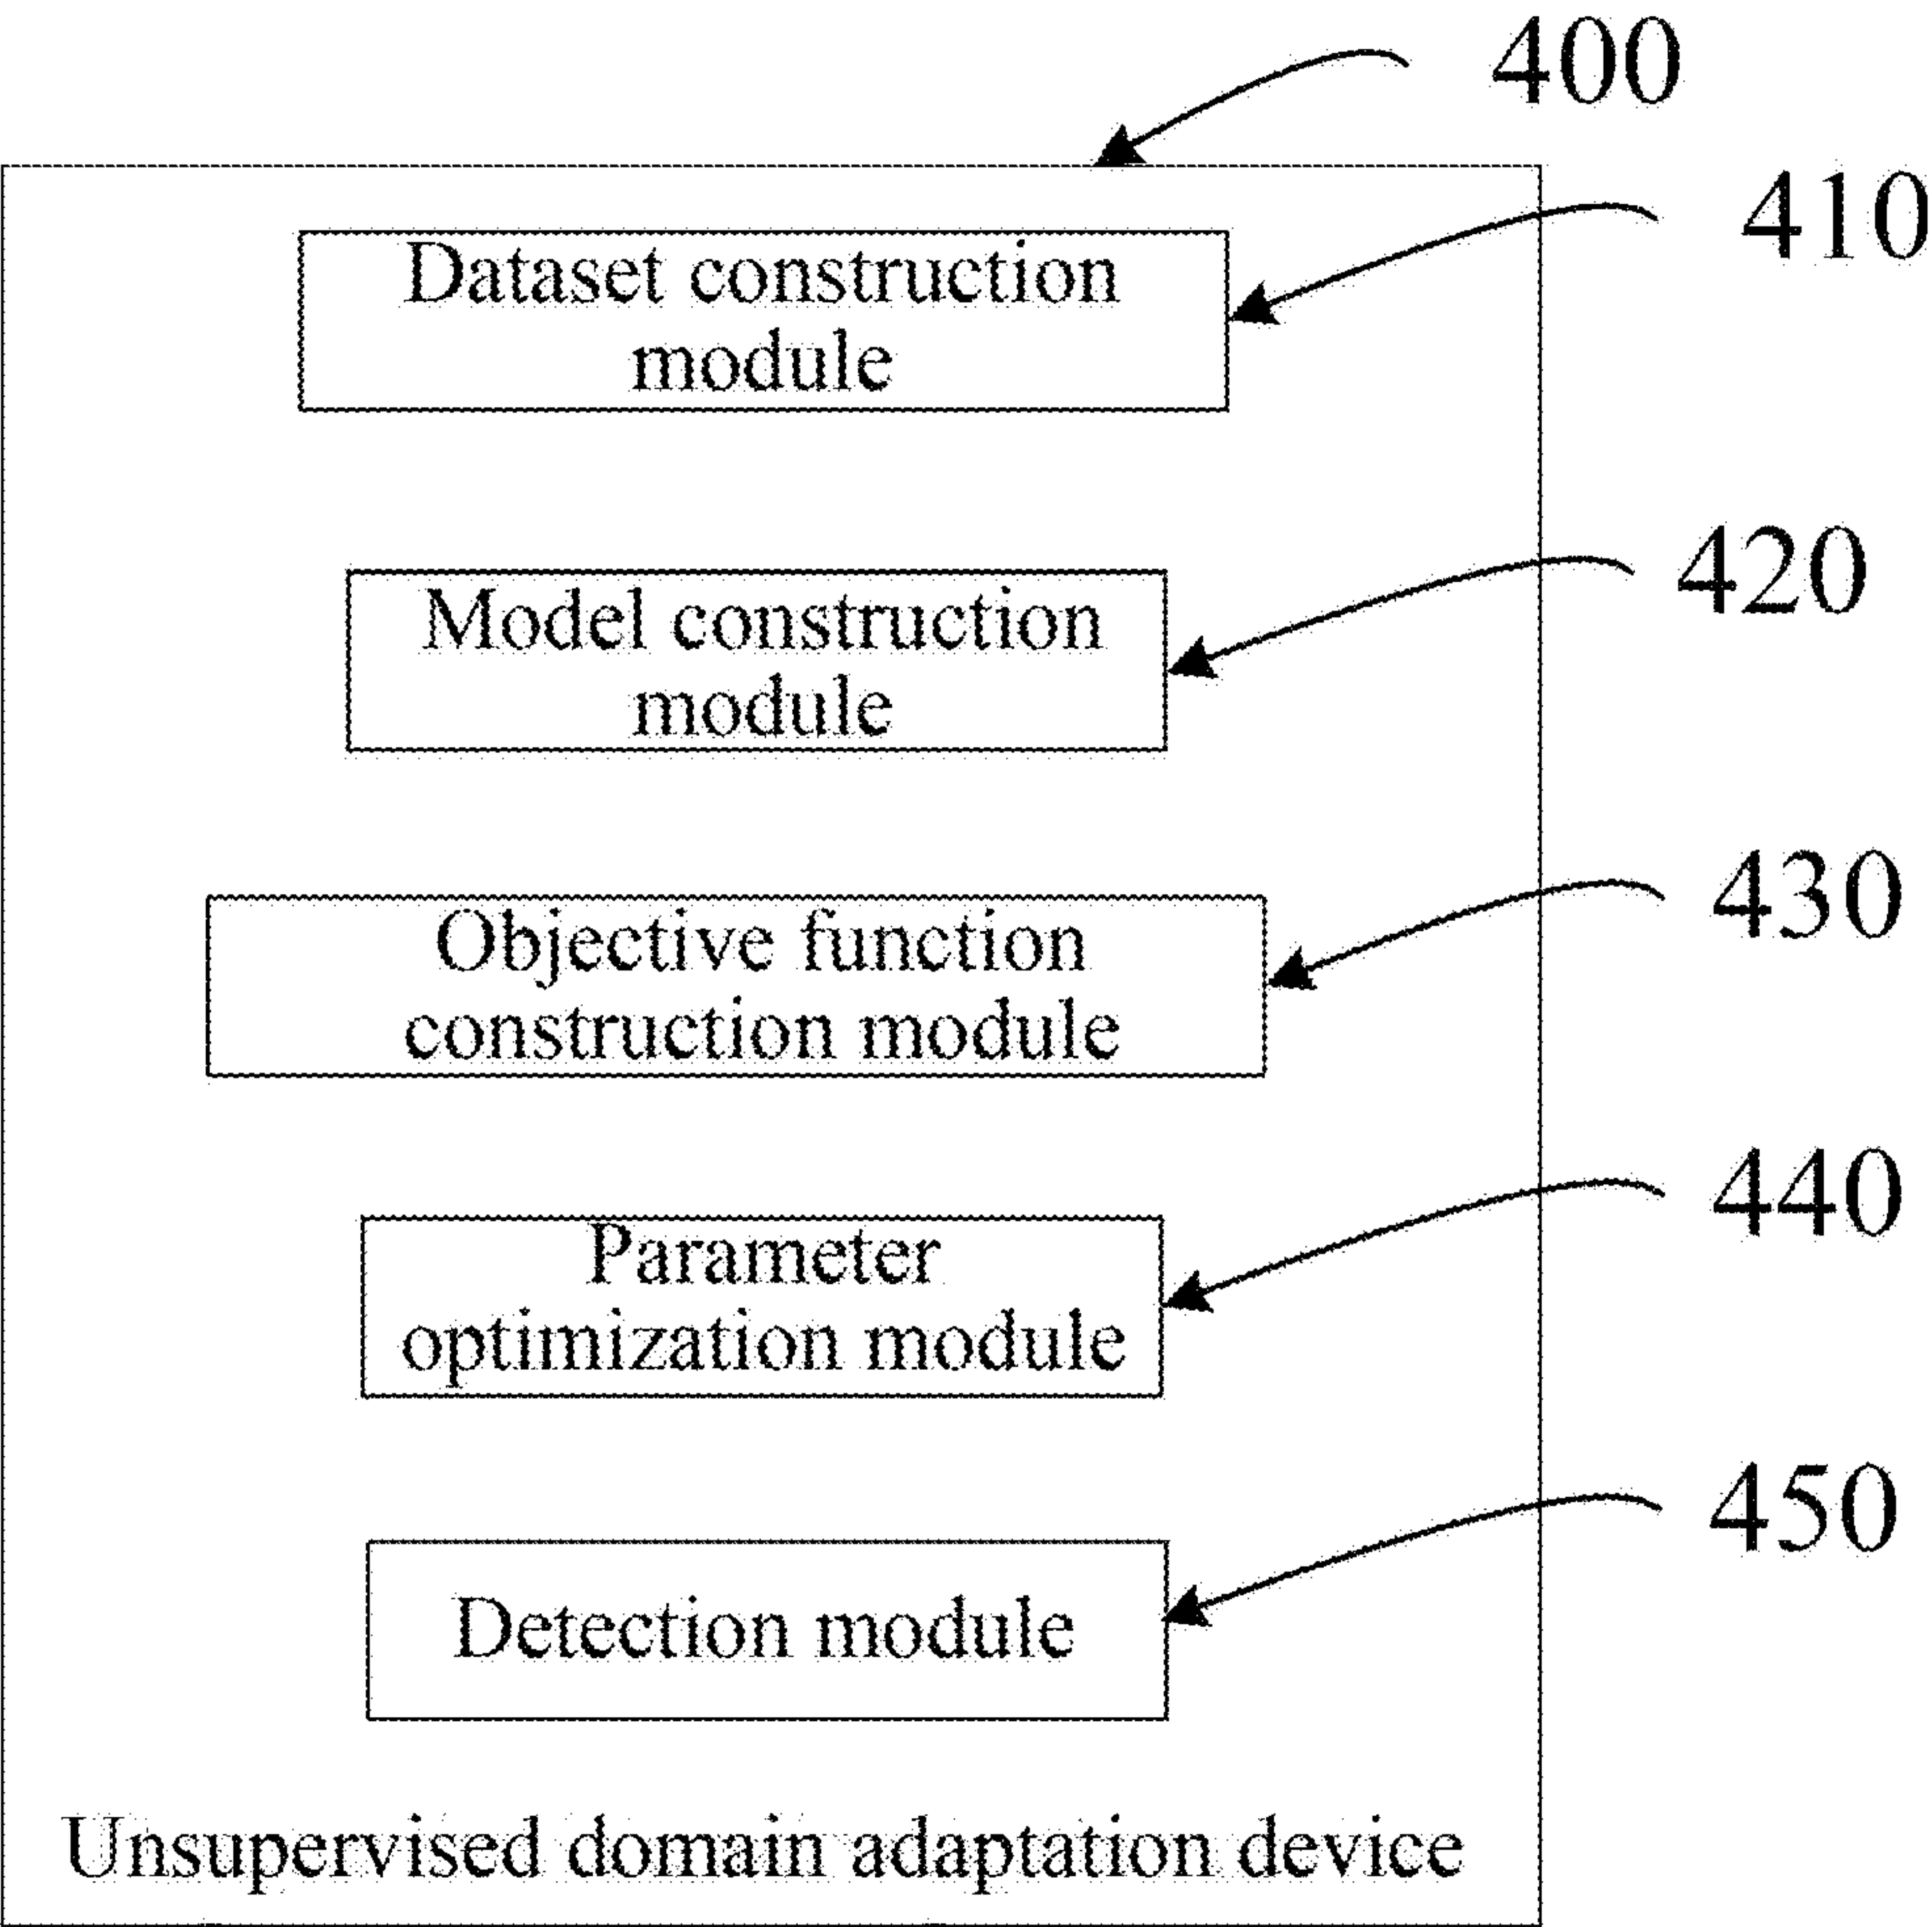 400
410
Dataset construction
module
420
Model construction
module
430
Objective function
construction module
440
Parameter
optimization module
450
Detection module
Unsupervised domain adaptation device